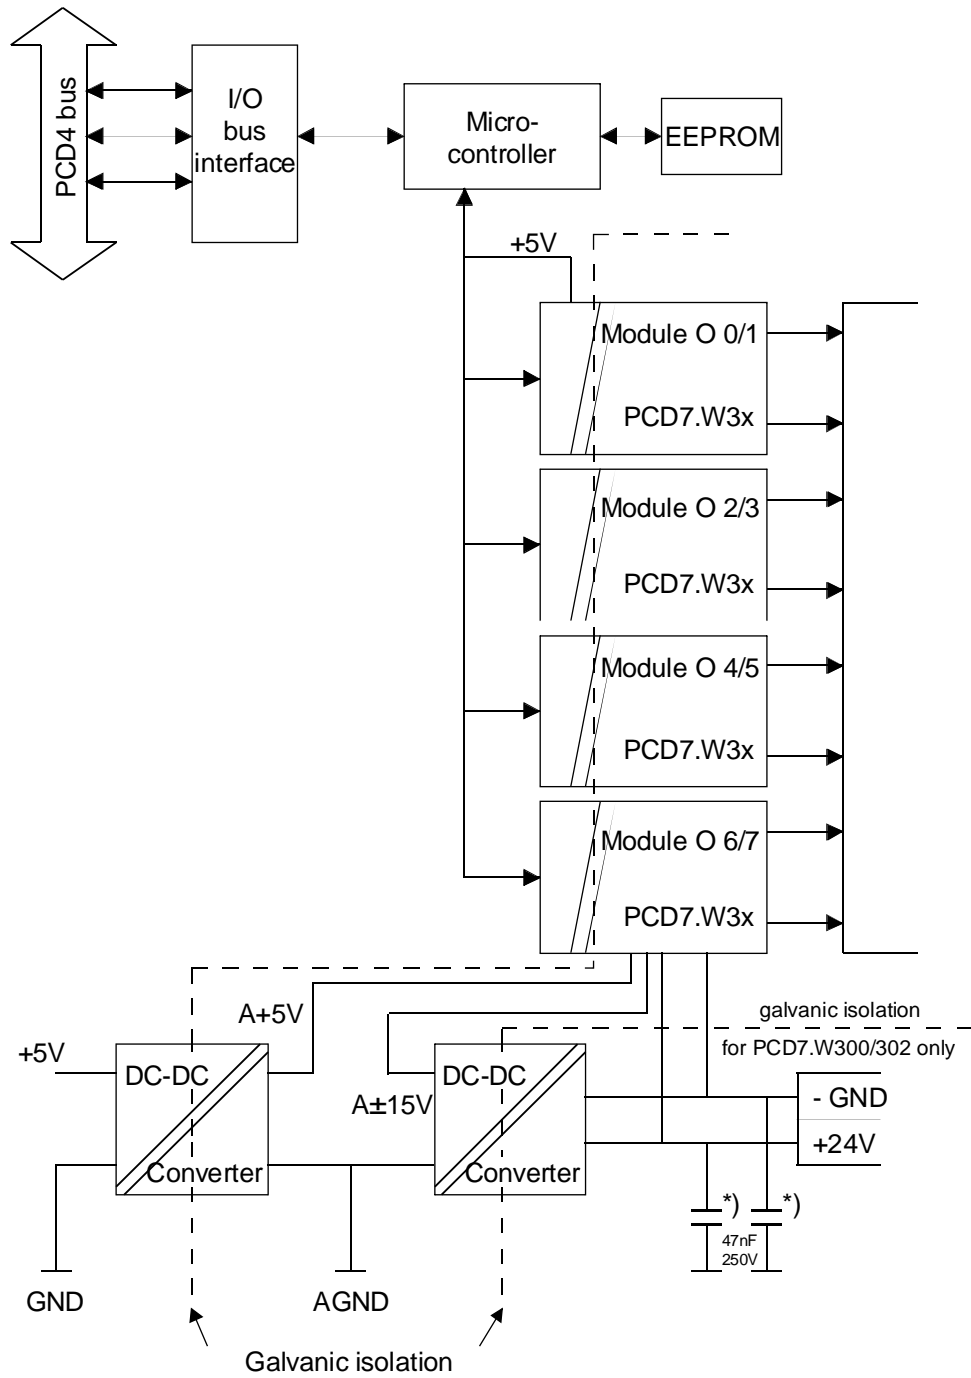 PCD4 bus
I/O
bus
interface
Micro-
controller
EEPROM
+5V
Module O 0/1
PCD7.W3x
Module O 2/3
PCD7.W3x
Module O 4/5
PCD7.W3x
Module O 6/7
PCD7.W3x
A+5V
galvanic isolation
for PCD7.W300/302 only
+5V
DC-DC
Converter
A±15V
DC-DC
Converter
- GND
+24V
*)
*)
47nF
250V
GND
AGND
Galvanic isolation